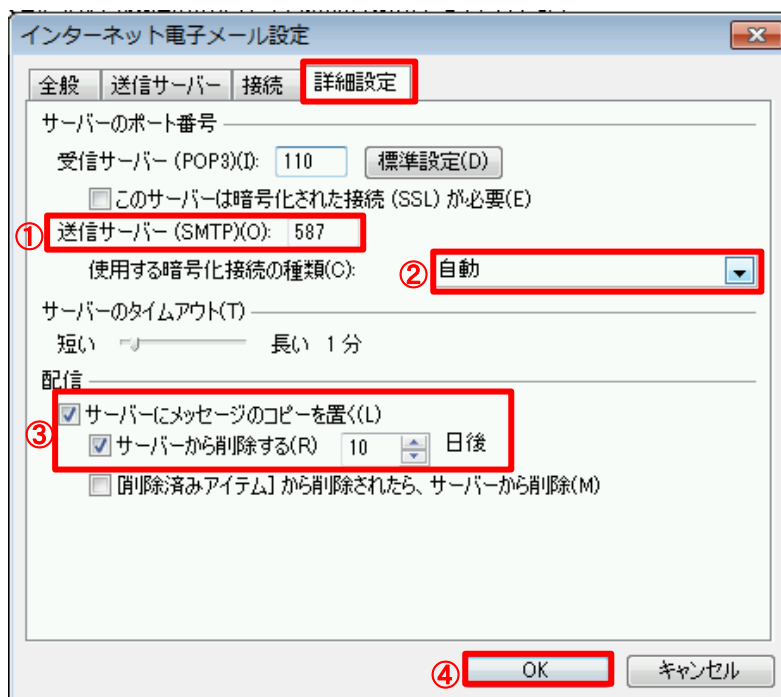 インターネット電子メール設定
全般 送信サーバー 接続 詳細設定
サーバーのポート番号
受信サーバー (POP3)(I): 110 標準設定(D)
このサーバーは暗号化された接続 (SSL) が必要(E)
① 送信サーバー (SMTP)(O): 587
使用する暗号化接続の種類(C): ② 自動
サーバーのタイムアウト(T)
短い 長い 1 分
配信
サーバーにメッセージのコピーを置く(L)
③ サーバーから削除する(R) 10 日後
[削除済みアイテム] から削除されたら、サーバーから削除(M)
④ OK キャンセル